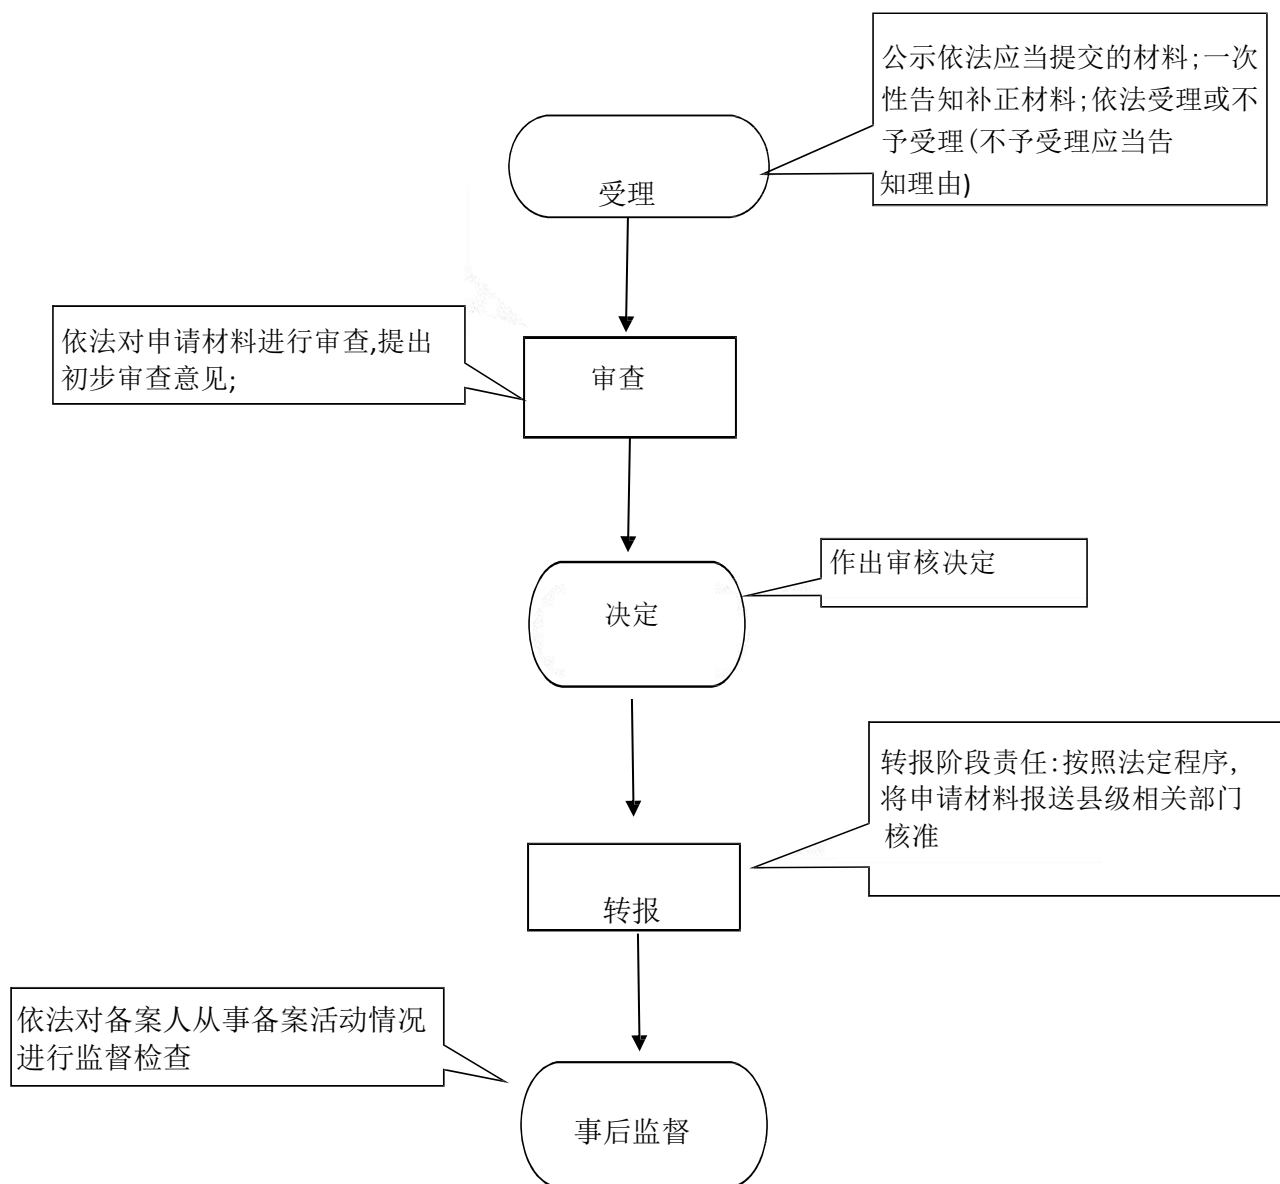 公示依法应当提交的材料;一次
性告知补正材料;依法受理或不
予受理(不予受理应当告
知理由)
受理
依法对申请材料进行审查,提出
初步审查意见;
审查
作出审核决定
决定
转报阶段责任:按照法定程序,
将申请材料报送县级相关部门
核准
转报
依法对备案人从事备案活动情况
进行监督检查
事后监督